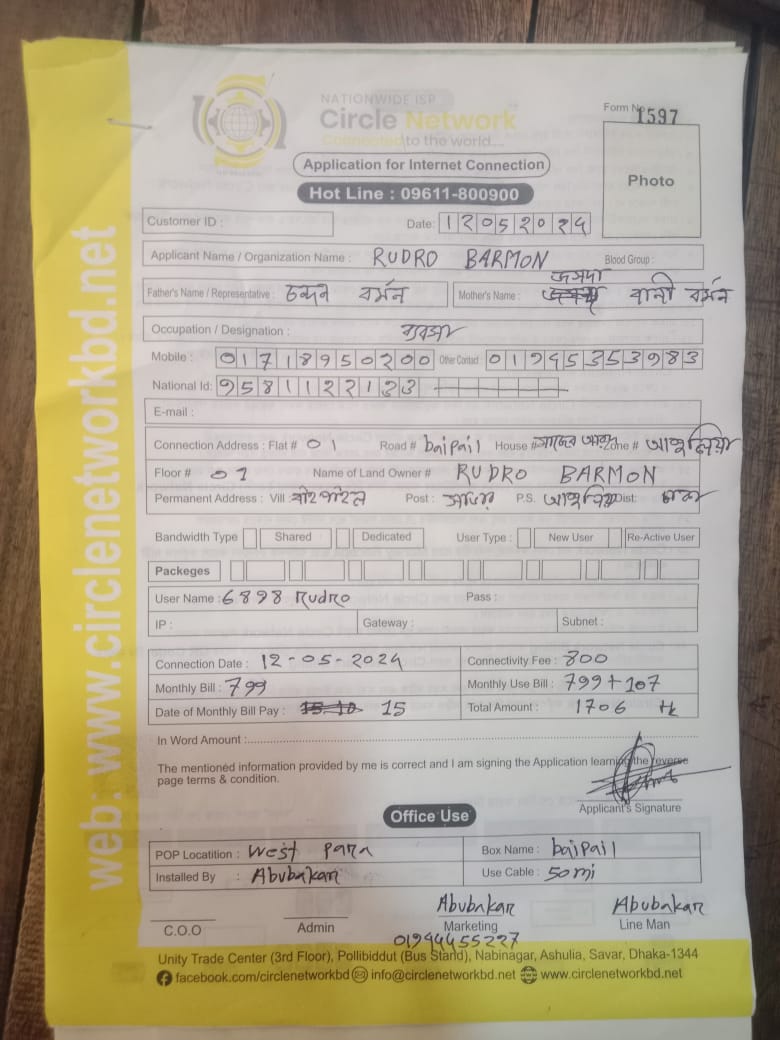 NATIONWIDE ISP
Circle Network
Connected to the world....
Form No 1597
Application for Internet Connection
Photo
Hot Line : 09611-800900
Customer ID : Date: 12052024
Applicant Name / Organization Name : RUDRO BARMON Blood Group :
Father's Name / Representative : চন্দন বর্মন Mother's Name : রানী বর্মন
Occupation / Designation : ব্যবসা
Mobile : 01718950200 Other Contact 01945353983
National Id: 9581122133
E-mail :
Connection Address : Flat # 01 Road # baipail House # Zone # আশুলিয়া
Floor # 01 Name of Land Owner # RUDRO BARMON
Permanent Address : Vill : বাইপাইল Post : সাভার P.S. আশুলিয়া Dist: ঢাকা
Bandwidth Type Shared Dedicated User Type : New User Re-Active User
Packeges
User Name : 6898 Rudro Pass :
IP : Gateway : Subnet :
Connection Date : 12-05-2024 Connectivity Fee : 800
Monthly Bill : 799 Monthly Use Bill : 799+107
Date of Monthly Bill Pay : 15 Total Amount : 1706 tk
In Word Amount :
The mentioned information provided by me is correct and I am signing the Application learning the reverse
page terms & condition.
Applicant's Signature
Office Use
POP Locatition : West para Box Name : baipail
Installed By : Abubakar Use Cable : 50mi
Abubakar Abubakar
C.O.O Admin Marketing Line Man
01944455227
Unity Trade Center (3rd Floor), Pollibiddut (Bus Stand), Nabinagar, Ashulia, Savar, Dhaka-1344
facebook.com/circlenetworkbd info@circlenetworkbd.net www.circlenetworkbd.net
web: www.circlenetworkbd.net